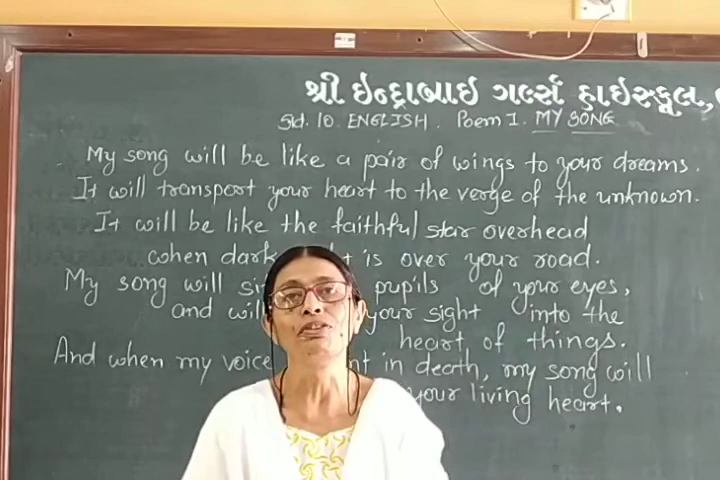 શ્રી ઇન્દ્રાબાઇ ગર્લ્સ હાઇસ્કૂલ,
Std. 10. ENGLISH. Poem 1. MY SONG
My song will be like a pair of wings to your dreams.
It will transport your heart to the verge of the unknown.
It will be like the faithful star overhead
when dark is over your road.
My song will si pupils of your eyes,
and will your sight into the
heart of things.
And when my voice nt in death, my song will
your living heart.